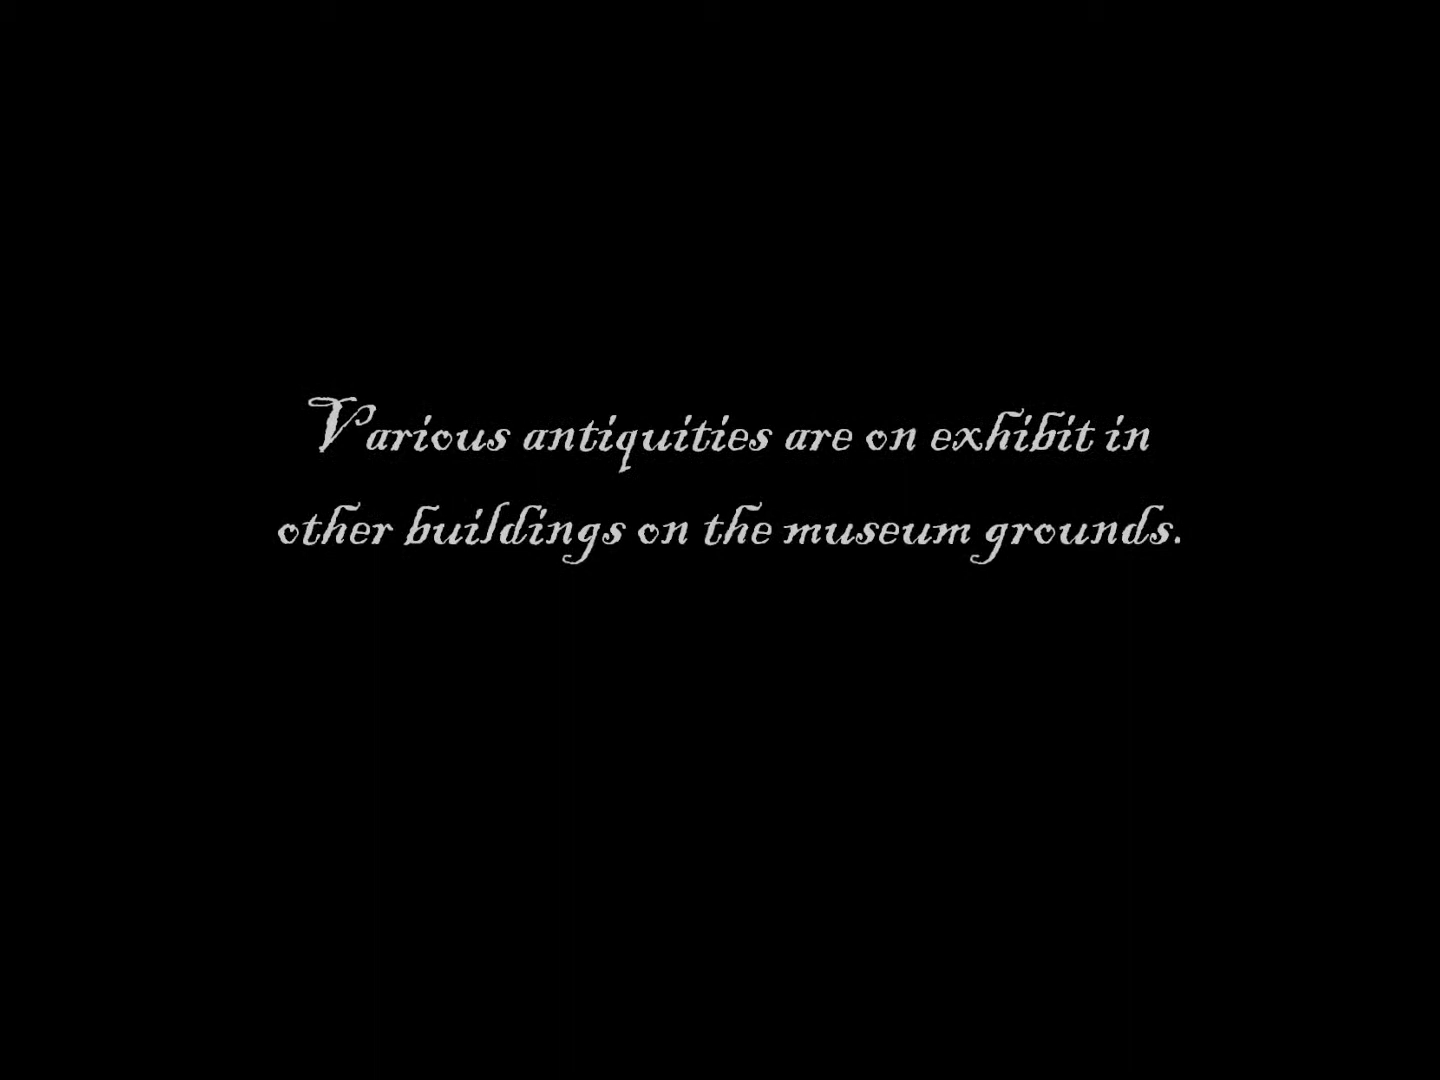 Various antiquities are on exhibit in
other buildings on the museum grounds.